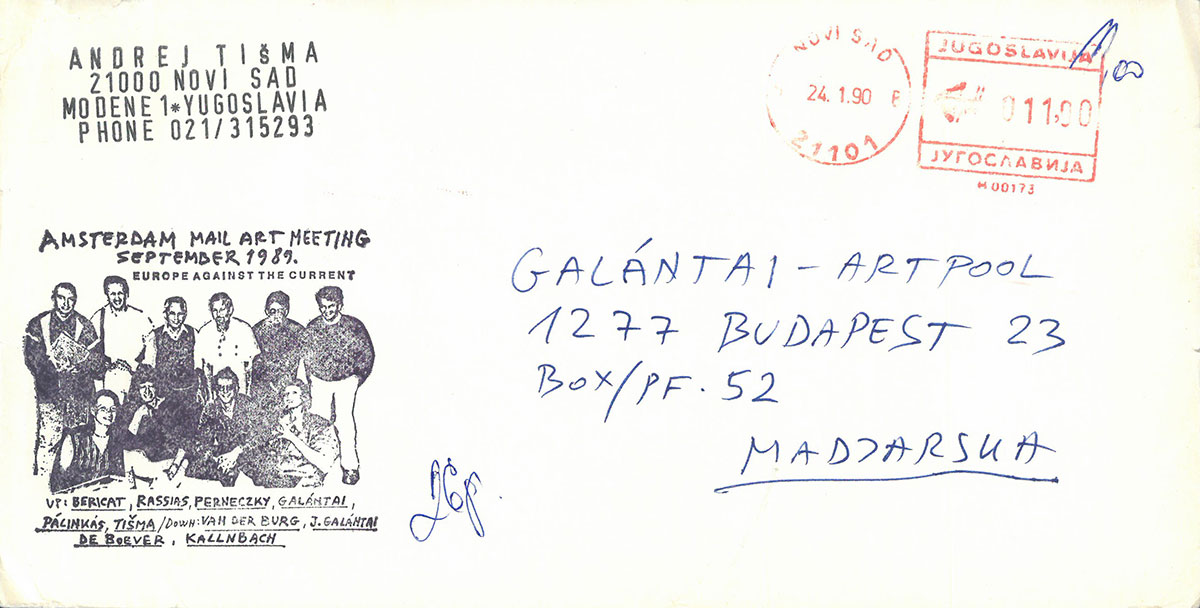 ANDREJ TIŠMA
21000 NOVI SAD
MODENE 1*YUGOSLAVIA
PHONE 021/315293
NOVI SAD
24.1.90
21101
JUGOSLAVIJA
011,00
ЈУГОСЛАВИЈА
M 00173
AMSTERDAM MAIL ART MEETING
SEPTEMBER 1989.
EUROPE AGAINST THE CURRENT
UP: BERICAT, RASSIAS, PERNECZKY, GALÁNTAI,
PÁLINKÁS, TIŠMA/DOWN: VAN DER BURG, J. GALÁNTAI
DE BOEVER, KALLNBACH
GALÁNTAI - ARTPOOL
1277 BUDAPEST 23
BOX/PF. 52
MADJARSKA